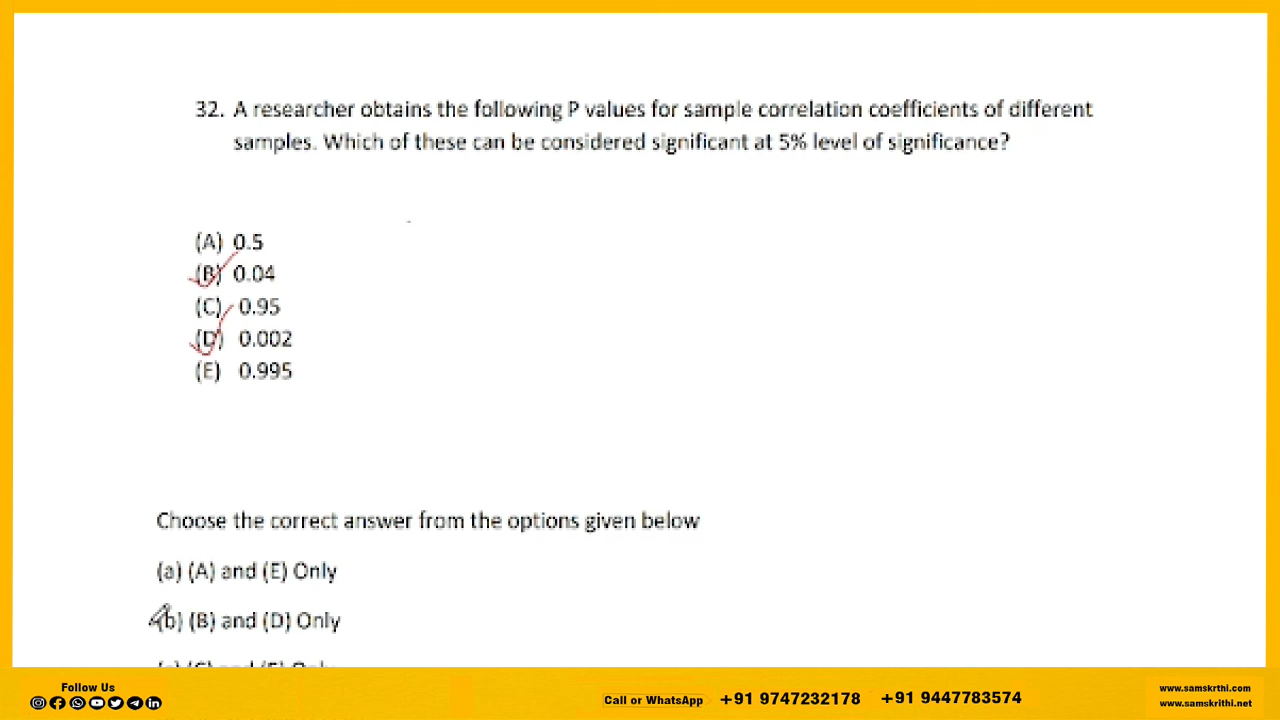 32. A researcher obtains the following P values for sample correlation coefficients of different
samples. Which of these can be considered significant at 5% level of significance?
(A) 0.5
(B) 0.04
(C) 0.95
(D) 0.002
(E) 0.995
Choose the correct answer from the options given below
(a) (A) and (E) Only
(b) (B) and (D) Only
Follow Us
Call or WhatsApp +91 9747232178 +91 9447783574
www.samskrthi.com
www.samskrithi.net